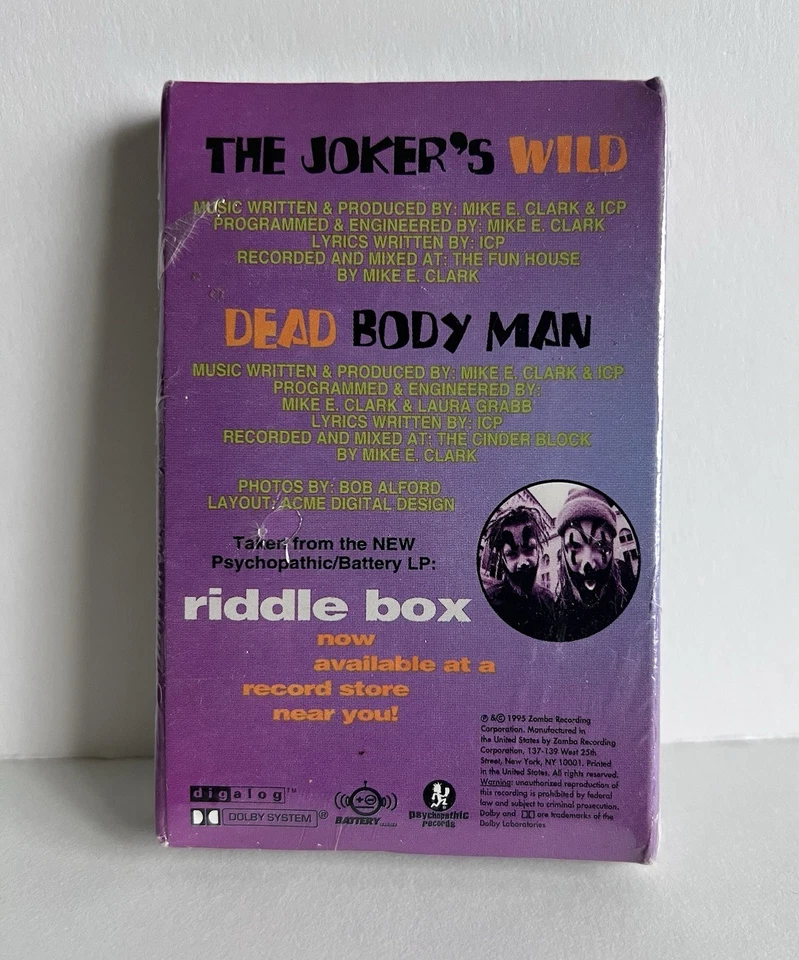 THE JOKER'S WILD
MUSIC WRITTEN & PRODUCED BY: MIKE E. CLARK & ICP
PROGRAMMED & ENGINEERED BY: MIKE E. CLARK
LYRICS WRITTEN BY: ICP
RECORDED AND MIXED AT: THE FUN HOUSE
BY MIKE E. CLARK
DEAD BODY MAN
MUSIC WRITTEN & PRODUCED BY: MIKE E. CLARK & ICP
PROGRAMMED & ENGINEERED BY:
MIKE E. CLARK & LAURA GRABB
LYRICS WRITTEN BY: ICP
RECORDED AND MIXED AT: THE CINDER BLOCK
BY MIKE E. CLARK
PHOTOS BY: BOB ALFORD
LAYOUT: ACME DIGITAL DESIGN
Taken from the NEW
Psychopathic/Battery LP:
riddle box
now
available at a
record store
near you!
℗ &© 1995 Zomba Recording
Corporation. Manufactured in
the United States by Zomba Recording
Corporation, 137-139 West 25th
Street, New York, NY 10001. Printed
in the United States. All rights reserved.
Warning: unauthorized reproduction of
this recording is prohibited by federal
law and subject to criminal prosecution.
Dolby and are trademarks of the
Dolby Laboratories
digalog™
DOLBY SYSTEM®
BATTERY
psychopathic
records